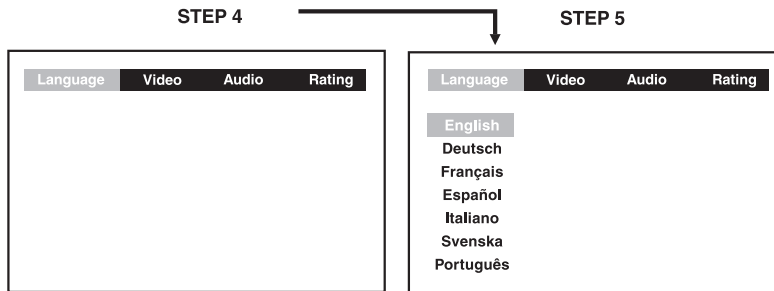 STEP 4
STEP 5
Language Video Audio Rating
Language Video Audio Rating
English
Deutsch
Français
Español
Italiano
Svenska
Português